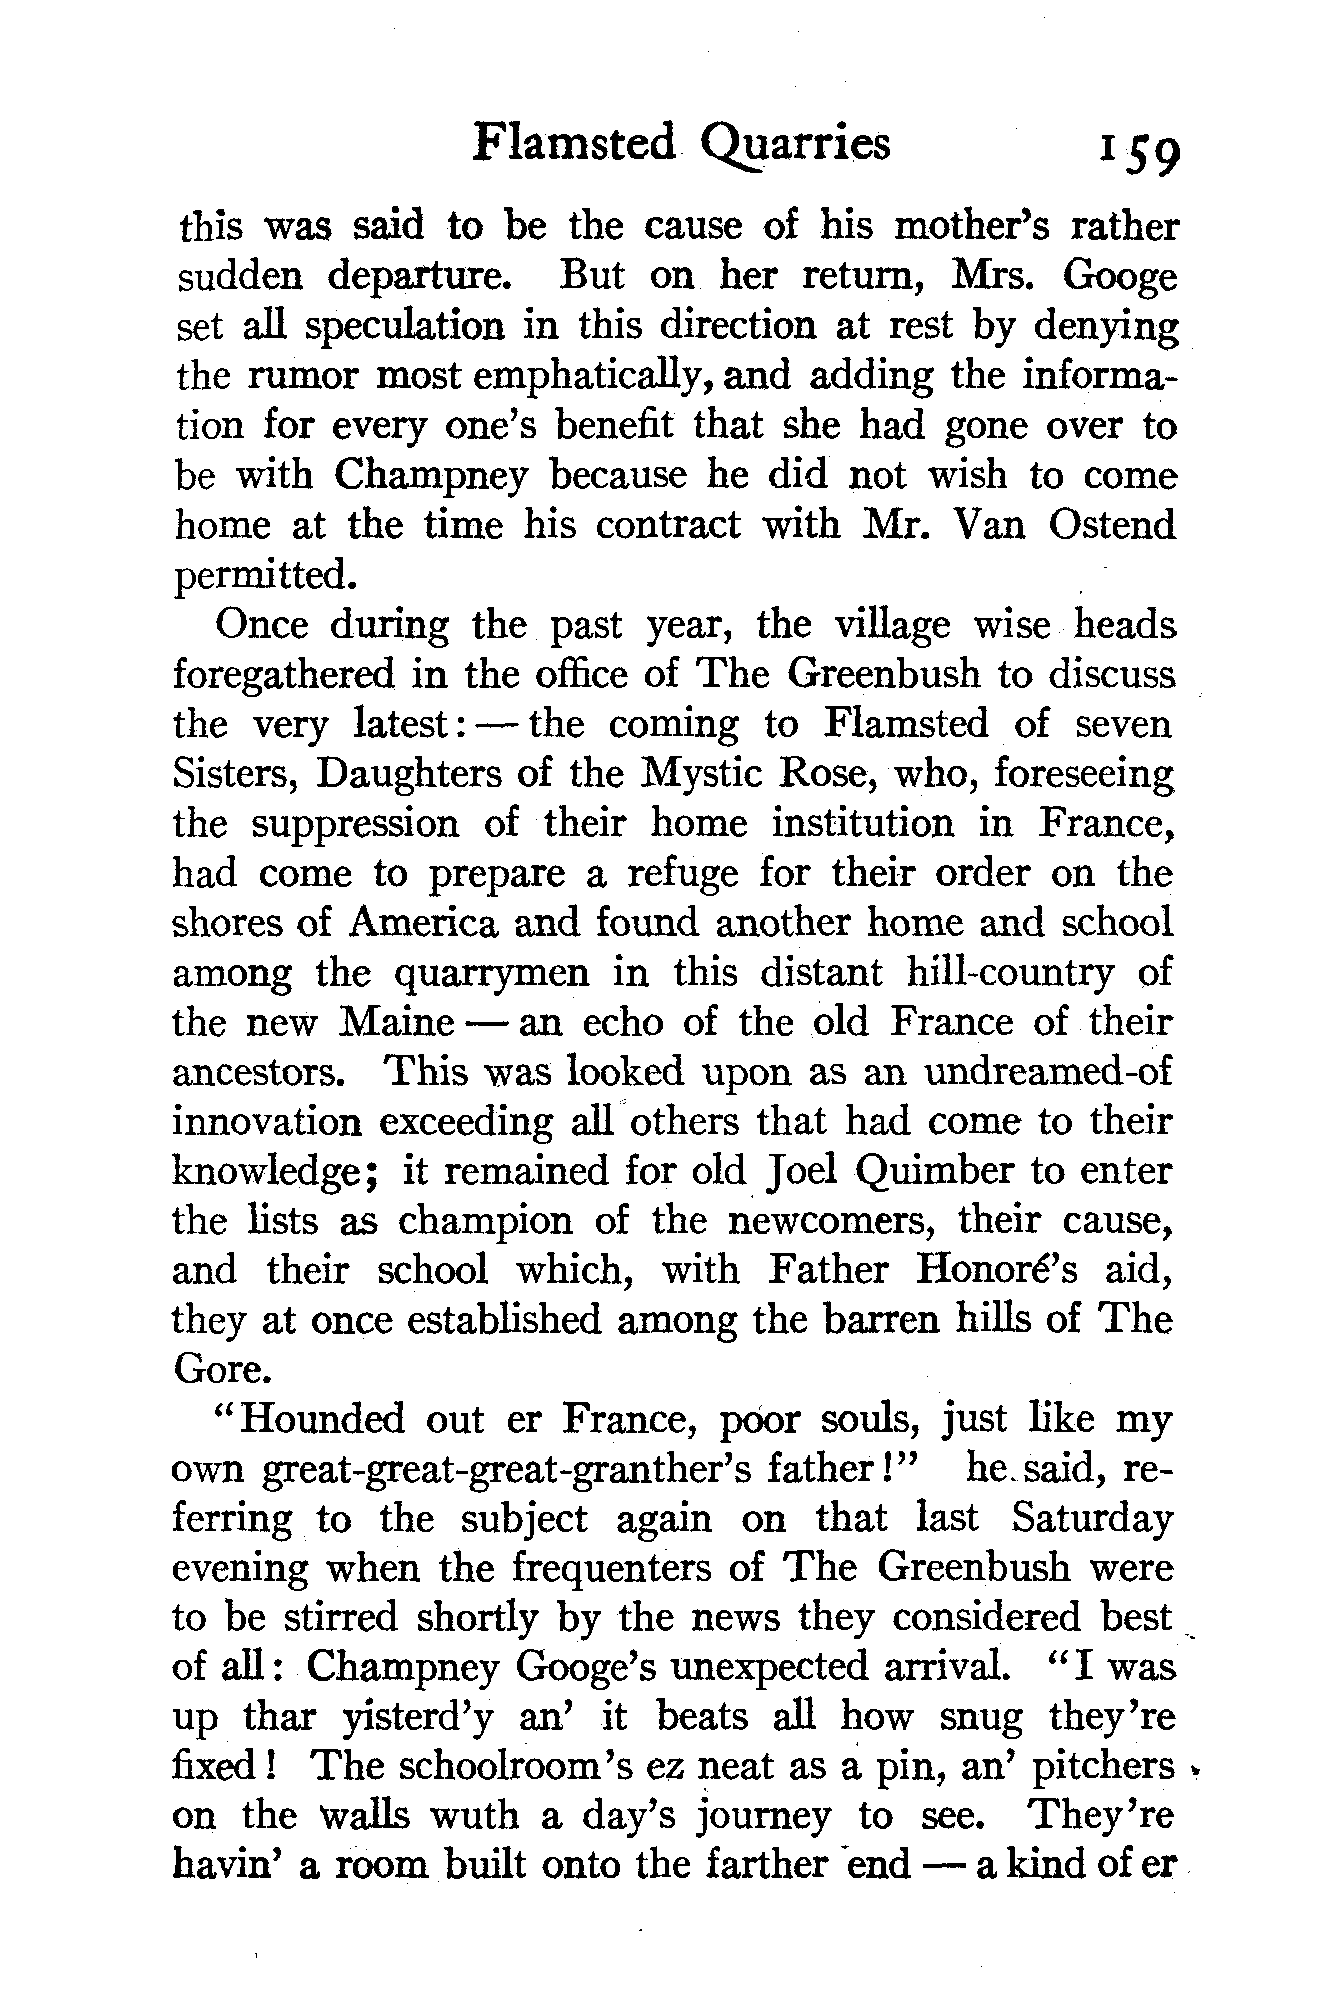 Flamsted Quarries 159
this was said to be the cause of his mother's rather
sudden departure. But on her return, Mrs. Googe
set all speculation in this direction at rest by denying
the rumor most emphatically, and adding the informa-
tion for every one's benefit that she had gone over to
be with Champney because he did not wish to come
home at the time his contract with Mr. Van Ostend
permitted.
Once during the past year, the village wise heads
foregathered in the office of The Greenbush to discuss
the very latest: — the coming to Flamsted of seven
Sisters, Daughters of the Mystic Rose, who, foreseeing
the suppression of their home institution in France,
had come to prepare a refuge for their order on the
shores of America and found another home and school
among the quarrymen in this distant hill-country of
the new Maine — an echo of the old France of their
ancestors. This was looked upon as an undreamed-of
innovation exceeding all others that had come to their
knowledge; it remained for old Joel Quimber to enter
the lists as champion of the newcomers, their cause,
and their school which, with Father Honoré's aid,
they at once established among the barren hills of The
Gore.
"Hounded out er France, poor souls, just like my
own great-great-great-granther's father!" he said, re-
ferring to the subject again on that last Saturday
evening when the frequenters of The Greenbush were
to be stirred shortly by the news they considered best
of all: Champney Googe's unexpected arrival. "I was
up thar yisterd'y an' it beats all how snug they're
fixed! The schoolroom's ez neat as a pin, an' pitchers
on the walls wuth a day's journey to see. They're
havin' a room built onto the farther end — a kind of er